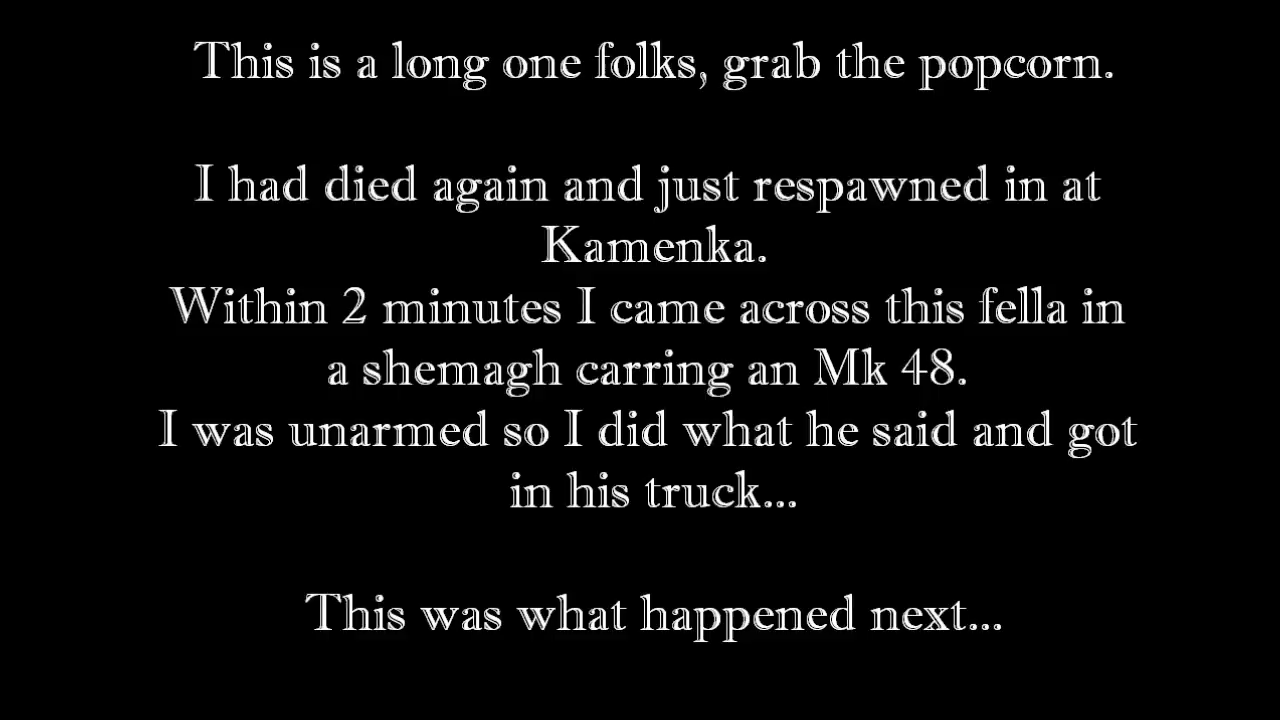 This is a long one folks, grab the popcorn.
I had died again and just respawned in at
Kamenka.
Within 2 minutes I came across this fella in
a shemagh carring an Mk 48.
I was unarmed so I did what he said and got
in his truck...
This was what happened next...